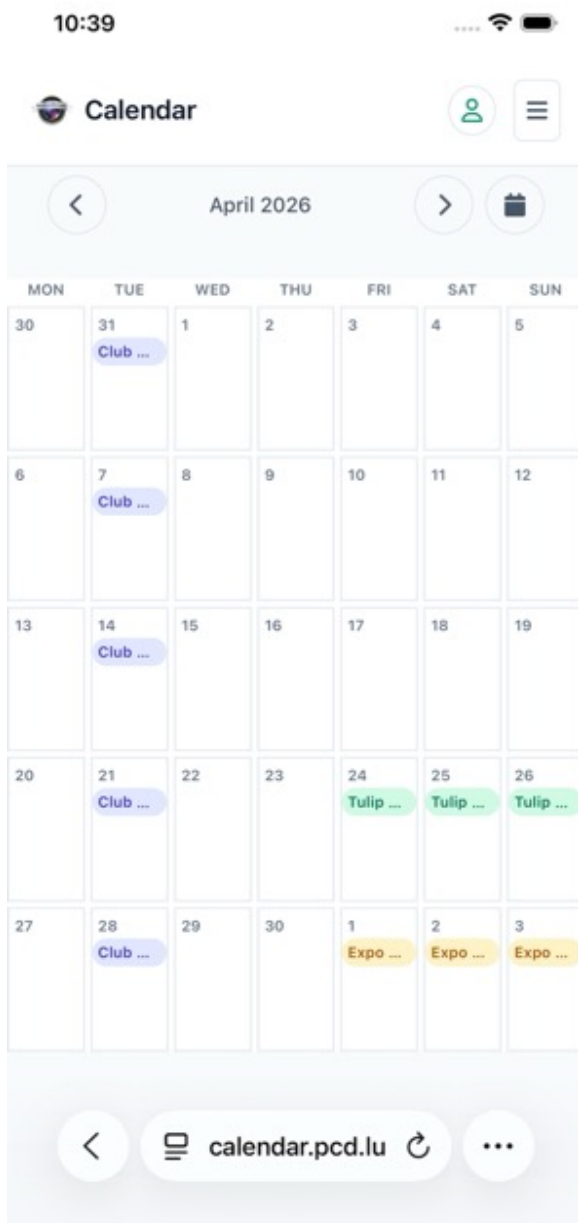 10:39
Calendar
April 2026
MON TUE WED THU FRI SAT SUN
30 31 1 2 3 4 5
Club ...
6 7 8 9 10 11 12
Club ...
13 14 15 16 17 18 19
Club ...
20 21 22 23 24 25 26
Club ... Tulip ... Tulip ... Tulip ...
27 28 29 30 1 2 3
Club ... Expo ... Expo ... Expo ...
calendar.pcd.lu